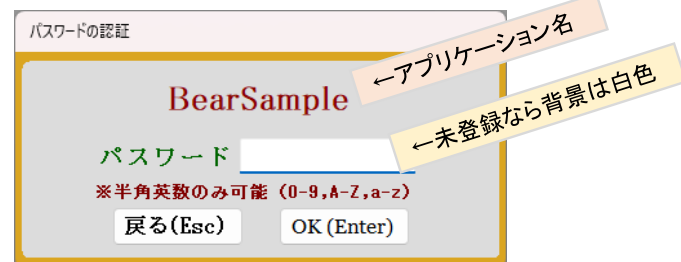 パスワードの認証
←アプリケーション名
BearSample
←未登録なら背景は白色
パスワード
※半角英数のみ可能（0-9,A-Z,a-z）
戻る(Esc)
OK(Enter)